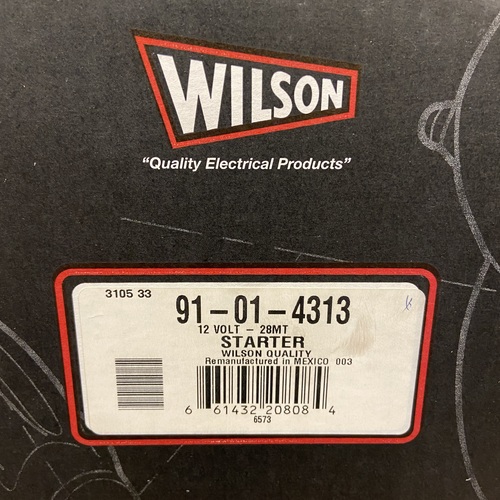 WILSON
“Quality Electrical Products”
3105 33
91-01-4313
12 VOLT - 28MT
STARTER
WILSON QUALITY
Remanufactured in MEXICO 003
6 61432 20808 4
6573